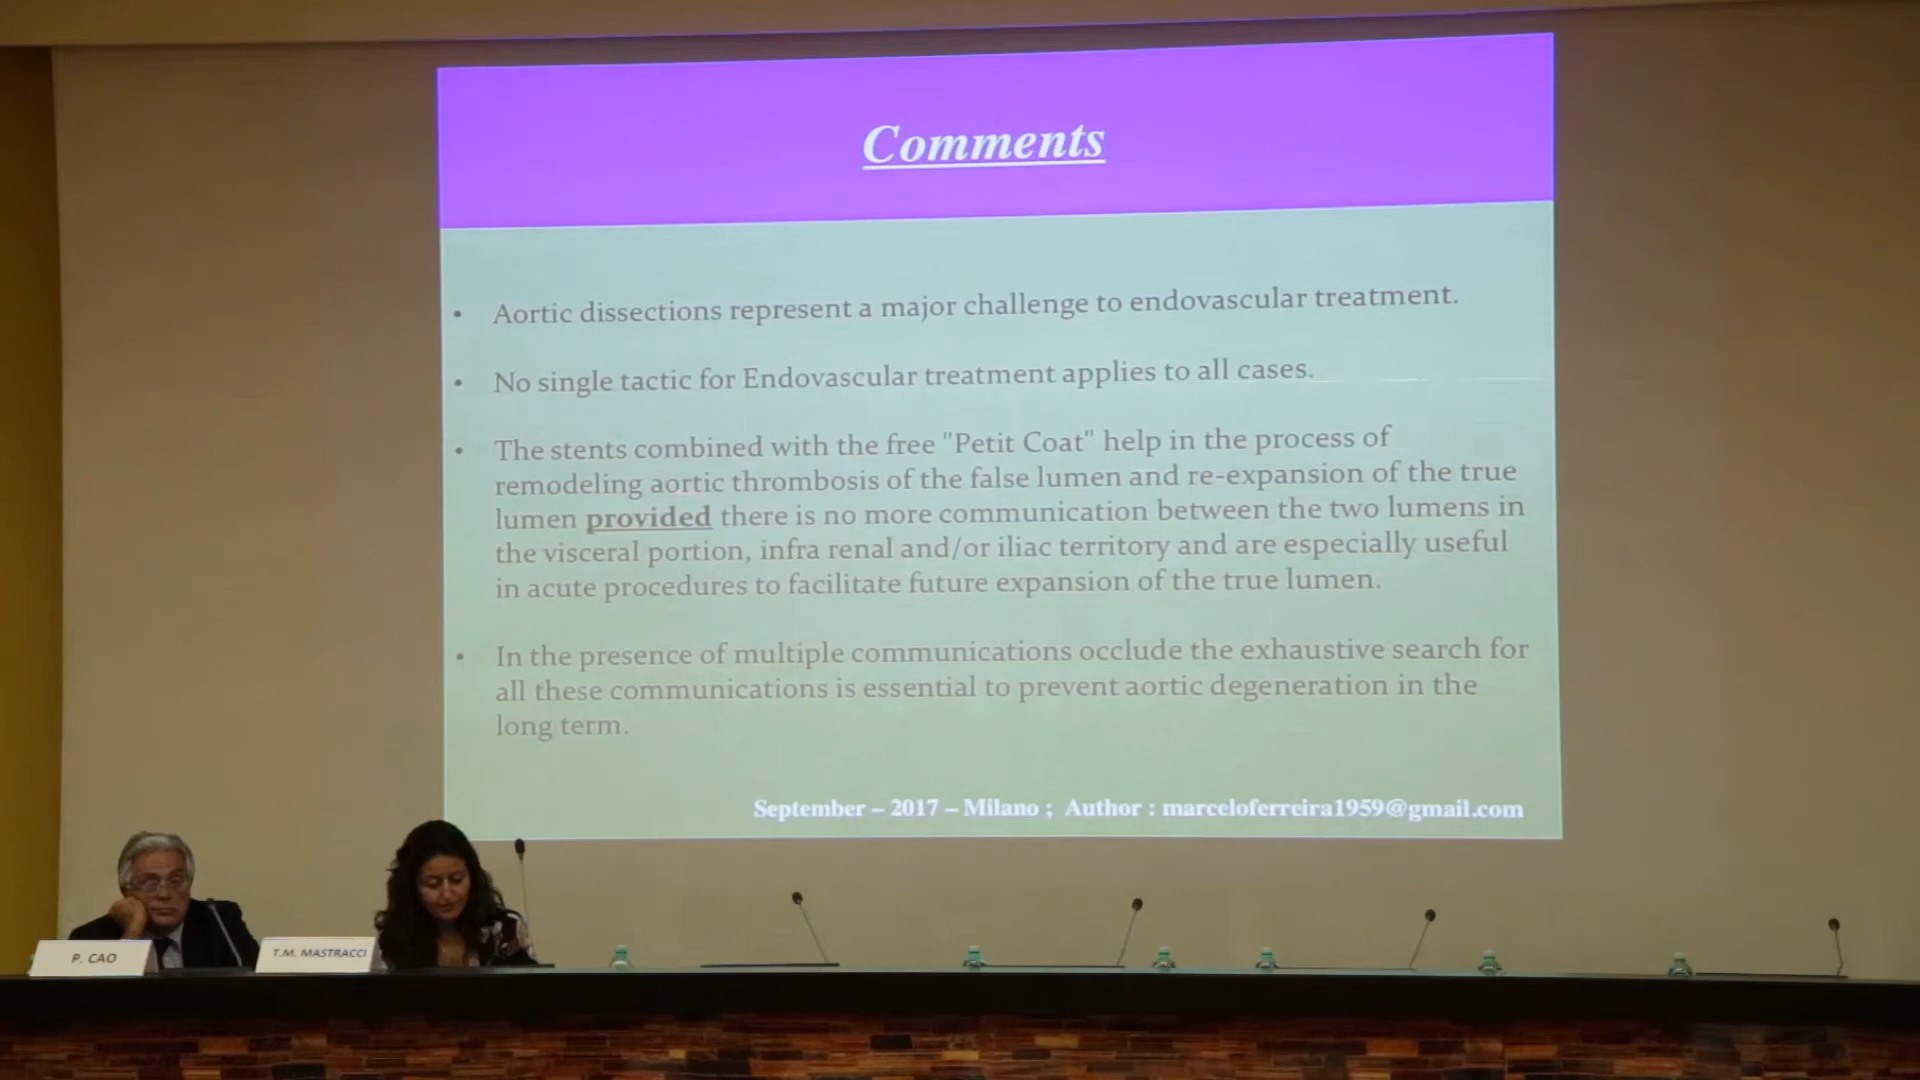 Comments
• Aortic dissections represent a major challenge to endovascular treatment.
• No single tactic for Endovascular treatment applies to all cases.
• The stents combined with the free "Petit Coat" help in the process of
remodeling aortic thrombosis of the false lumen and re-expansion of the true
lumen provided there is no more communication between the two lumens in
the visceral portion, infra renal and/or iliac territory and are especially useful
in acute procedures to facilitate future expansion of the true lumen.
• In the presence of multiple communications occlude the exhaustive search for
all these communications is essential to prevent aortic degeneration in the
long term.
September – 2017 – Milano ; Author : marceloferreira1959@gmail.com
P. CAO
T.M. MASTRACCI